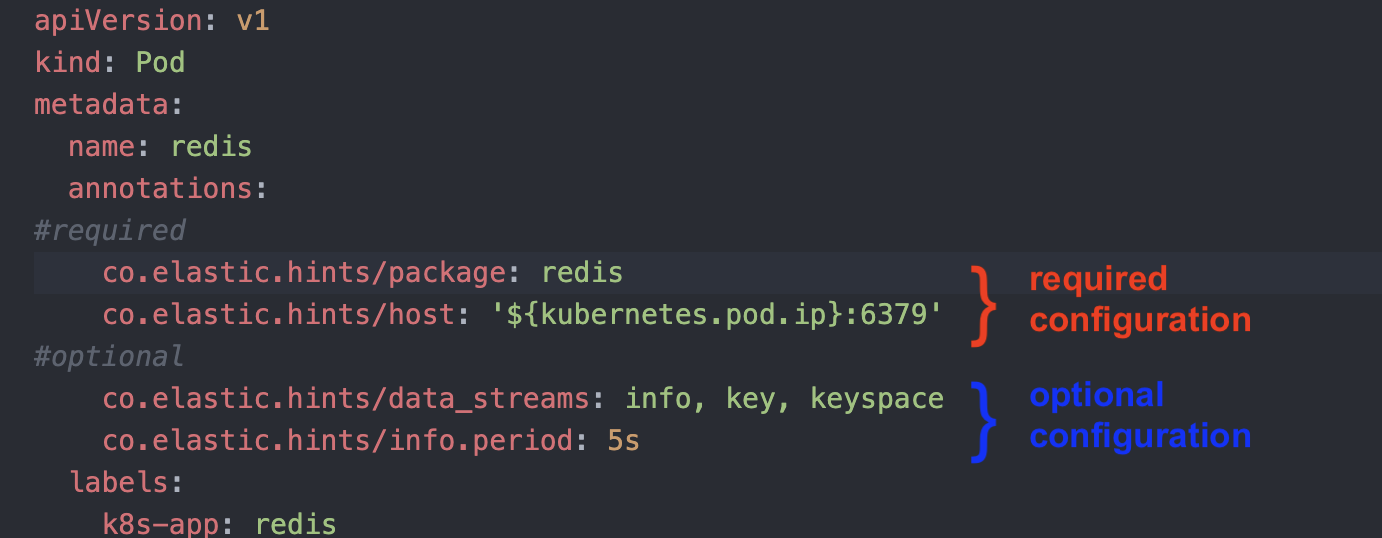 apiVersion: v1
kind: Pod
metadata:
  name: redis
  annotations:
#required
    co.elastic.hints/package: redis
    co.elastic.hints/host: '${kubernetes.pod.ip}:6379'
} required
configuration
#optional
    co.elastic.hints/data_streams: info, key, keyspace
    co.elastic.hints/info.period: 5s
} optional
configuration
  labels:
    k8s-app: redis